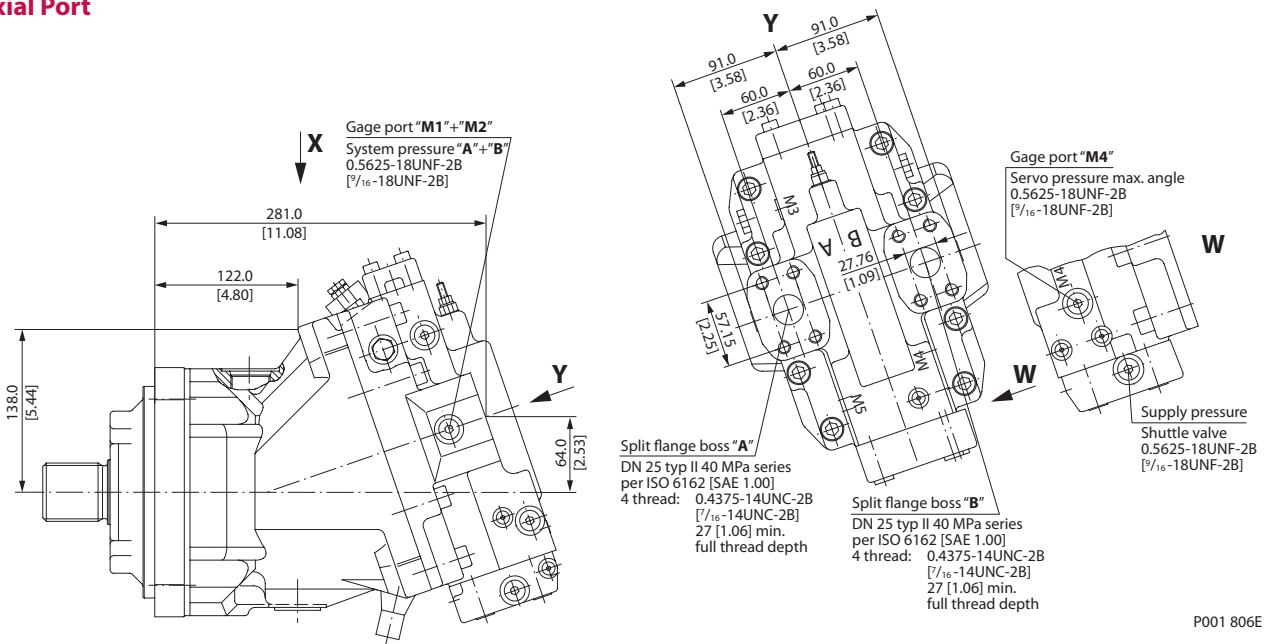 xial Port
X
Gage port "M1"+"M2"
System pressure "A"+"B"
0.5625-18UNF-2B
[9/16-18UNF-2B]
281.0
[11.08]
122.0
[4.80]
138.0
[5.44]
Y
64.0
[2.53]
Y
91.0
[3.58]
91.0
[3.58]
60.0
[2.36]
60.0
[2.36]
M3
B
A
27.76
[1.09]
57.15
[2.25]
M4
M5
W
Split flange boss "A"
DN 25 typ II 40 MPa series
per ISO 6162 [SAE 1.00]
4 thread: 0.4375-14UNC-2B
[7/16-14UNC-2B]
27 [1.06] min.
full thread depth
Split flange boss "B"
DN 25 typ II 40 MPa series
per ISO 6162 [SAE 1.00]
4 thread: 0.4375-14UNC-2B
[7/16-14UNC-2B]
27 [1.06] min.
full thread depth
Gage port "M4"
Servo pressure max. angle
0.5625-18UNF-2B
[9/16-18UNF-2B]
W
M4
Supply pressure
Shuttle valve
0.5625-18UNF-2B
[9/16-18UNF-2B]
P001 806E